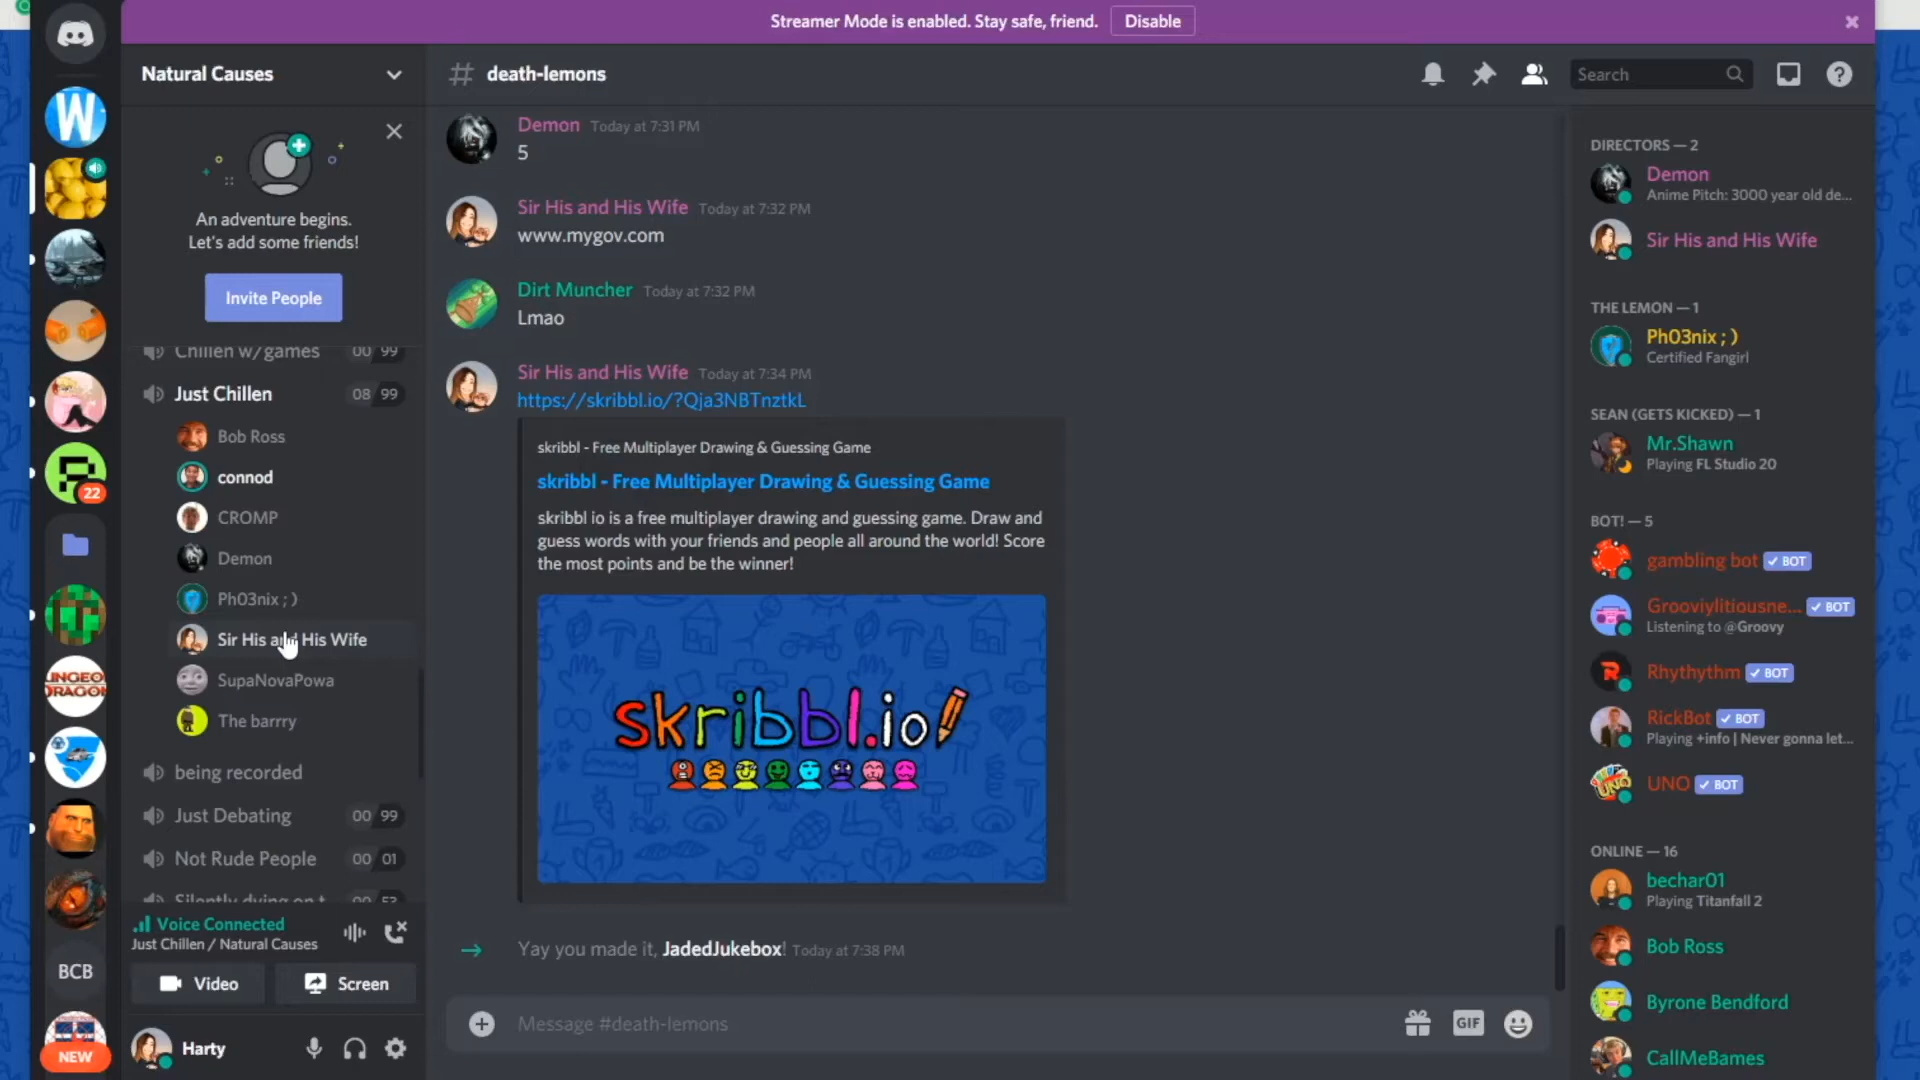 Streamer Mode is enabled. Stay safe, friend.
Disable
Natural Causes
An adventure begins.
Let's add some friends!
Invite People
Chillen w/games 00 99
Just Chillen 08 99
Bob Ross
connod
CROMP
Demon
Ph03nix ; )
Sir His and His Wife
SupaNovaPowa
The barrry
being recorded
Just Debating 00 99
Not Rude People 00 01
Voice Connected
Just Chillen / Natural Causes
Video
Screen
Harty
W
22
BCB
NEW
death-lemons
Search
Demon Today at 7:31 PM
5
Sir His and His Wife Today at 7:32 PM
www.mygov.com
Dirt Muncher Today at 7:32 PM
Lmao
Sir His and His Wife Today at 7:34 PM
https://skribbl.io/?Qja3NBTnztkL
skribbl - Free Multiplayer Drawing & Guessing Game
skribbl - Free Multiplayer Drawing & Guessing Game
skribbl io is a free multiplayer drawing and guessing game. Draw and
guess words with your friends and people all around the world! Score
the most points and be the winner!
skribbl.io
Yay you made it, JadedJukebox! Today at 7:38 PM
Message #death-lemons
GIF
DIRECTORS — 2
Demon
Anime Pitch: 3000 year old de...
Sir His and His Wife
THE LEMON — 1
Ph03nix ; )
Certified Fangirl
SEAN (GETS KICKED) — 1
Mr.Shawn
Playing FL Studio 20
BOT! — 5
gambling bot BOT
Grooviylitiousne... BOT
Listening to @Groovy
Rhythythm BOT
RickBot BOT
Playing +info | Never gonna let...
UNO BOT
ONLINE — 16
bechar01
Playing Titanfall 2
Bob Ross
Byrone Bendford
CallMeBames